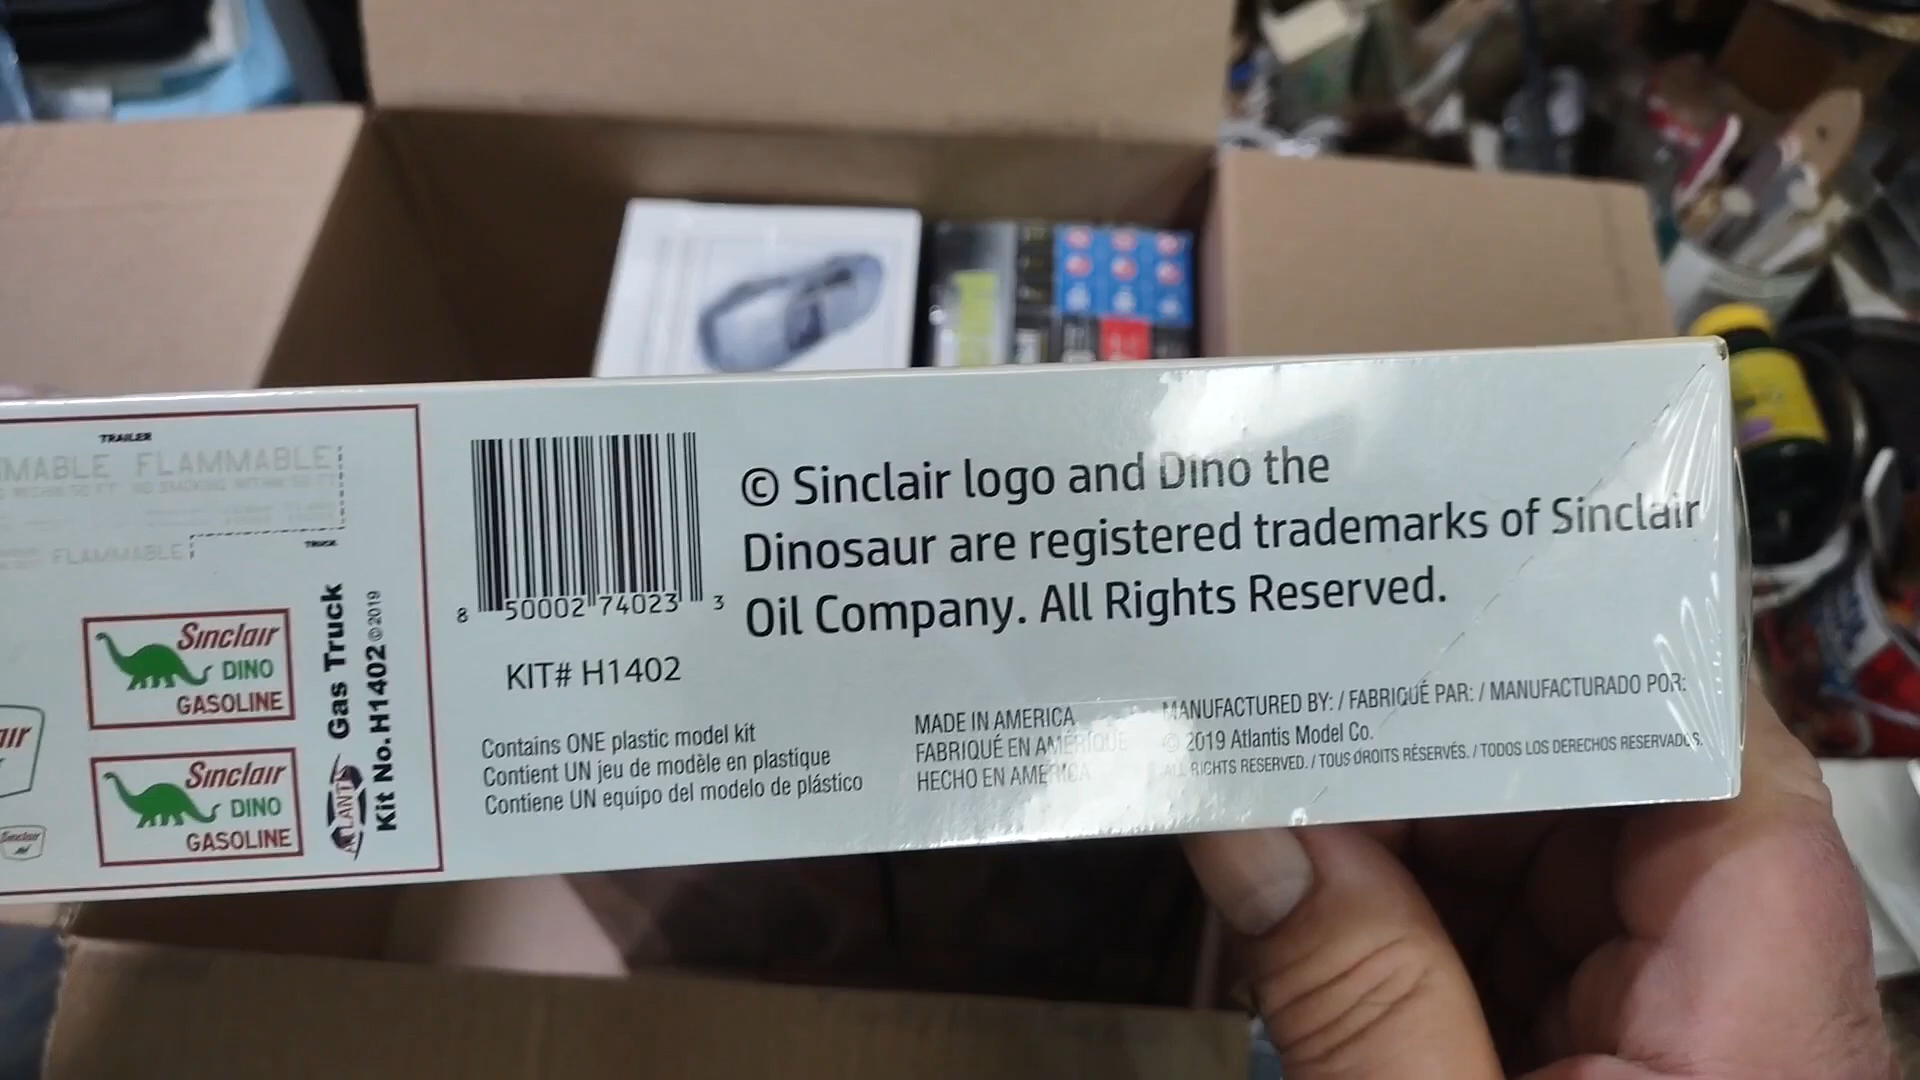 TRAILER
MABLE FLAMMABLE
FLAMMABLE
TRUCK
Sinclair
DINO
GASOLINE
Sinclair
DINO
GASOLINE
Sinclair
ATLANTIS
Gas Truck
Kit No. H1402 ©2019
8 50002 74023 3
KIT# H1402
© Sinclair logo and Dino the
Dinosaur are registered trademarks of Sinclair
Oil Company. All Rights Reserved.
Contains ONE plastic model kit
Contient UN jeu de modèle en plastique
Contiene UN equipo del modelo de plástico
MADE IN AMERICA
FABRIQUÉ EN AMÉRIQUE
HECHO EN AMÉRICA
MANUFACTURED BY: / FABRIQUÉ PAR: / MANUFACTURADO POR:
© 2019 Atlantis Model Co.
ALL RIGHTS RESERVED. / TOUS DROITS RÉSERVÉS. / TODOS LOS DERECHOS RESERVADOS.